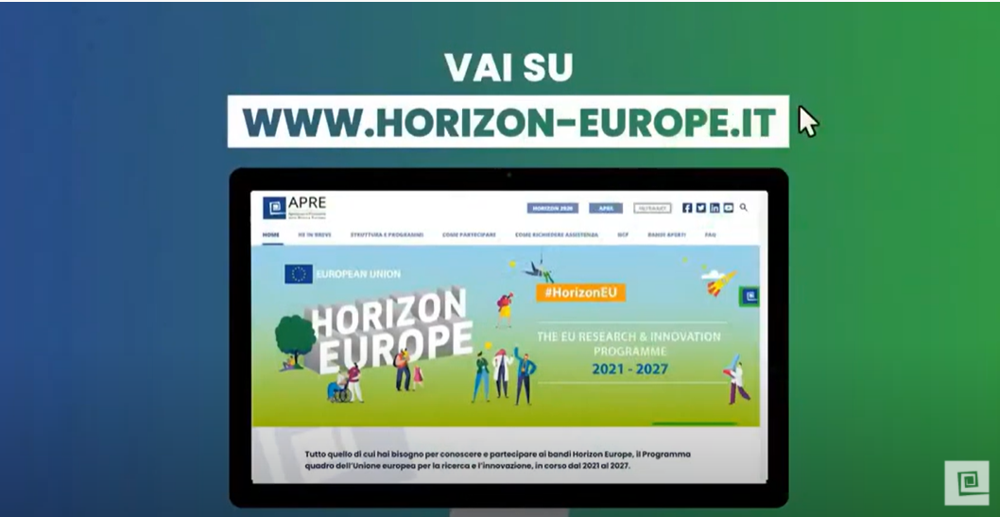 VAI SU
WWW.HORIZON-EUROPE.IT
APRE
HORIZON 2020
APRE
HOME
HE IN BREVE
STRUTTURA E PROGRAMMI
COME PARTECIPARE
COME RICHIEDERE ASSISTENZA
NCP
BANDI APERTI
FAQ
EUROPEAN UNION
HORIZON
EUROPE
#HorizonEU
THE EU RESEARCH & INNOVATION
PROGRAMME
2021 - 2027
Tutto quello di cui hai bisogno per conoscere e partecipare ai bandi Horizon Europe, il Programma
quadro dell'Unione europea per la ricerca e l'innovazione, in corso dal 2021 al 2027.